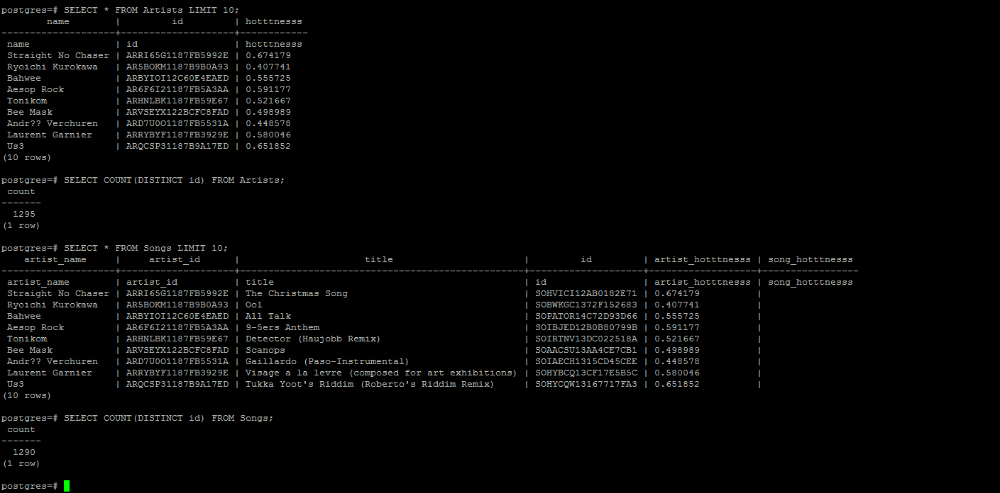 postgres=# SELECT * FROM Artists LIMIT 10;
        name        |         id         | hotttnesss
--------------------+--------------------+------------
 name               | id                 | hotttnesss
 Straight No Chaser | ARRI65G1187FB5992E | 0.674179
 Ryoichi Kurokawa   | AR5BOKM1187B9B0A93 | 0.407741
 Bahwee             | ARBYIOI12C60E4EAED | 0.555725
 Aesop Rock         | AR6F6I21187FB5A3AA | 0.591177
 Tonikom            | ARHNLBK1187FB59E67 | 0.521667
 Bee Mask           | ARVSEYX122BCFC8FAD | 0.498989
 Andr?? Verchuren   | ARD7U0O1187FB5531A | 0.448578
 Laurent Garnier    | ARRYBYF1187FB3929E | 0.580046
 Us3                | ARQCSP31187B9A17ED | 0.651852
(10 rows)

postgres=# SELECT COUNT(DISTINCT id) FROM Artists;
 count
-------
  1295
(1 row)

postgres=# SELECT * FROM Songs LIMIT 10;
    artist_name     |     artist_id      |                      title                       |         id         | artist_hotttnesss | song_hotttnesss
--------------------+--------------------+--------------------------------------------------+--------------------+-------------------+-----------------
 artist_name        | artist_id          | title                                            | id                 | artist_hotttnesss | song_hotttnesss
 Straight No Chaser | ARRI65G1187FB5992E | The Christmas Song                               | SOHVICI12AB0182E71 | 0.674179          |
 Ryoichi Kurokawa   | AR5BOKM1187B9B0A93 | Ool                                              | SOBWKGC1372F152683 | 0.407741          |
 Bahwee             | ARBYIOI12C60E4EAED | All Talk                                         | SOPATOR14C72D93D66 | 0.555725          |
 Aesop Rock         | AR6F6I21187FB5A3AA | 9-5ers Anthem                                    | SOIBJED12B0B80799B | 0.591177          |
 Tonikom            | ARHNLBK1187FB59E67 | Detector (Haujobb Remix)                         | SOIRTNV13DC022518A | 0.521667          |
 Bee Mask           | ARVSEYX122BCFC8FAD | Scanops                                          | SOAACSU13AA4CE7CB1 | 0.498989          |
 Andr?? Verchuren   | ARD7U0O1187FB5531A | Gaillardo (Paso-Instrumental)                    | SOIAECH1315CD45CEE | 0.448578          |
 Laurent Garnier    | ARRYBYF1187FB3929E | Visage a la levre (composed for art exhibitions) | SOHYBCQ13CF17E5B5C | 0.580046          |
 Us3                | ARQCSP31187B9A17ED | Tukka Yoot's Riddim (Roberto's Riddim Remix)     | SOHYCQW13167717FA3 | 0.651852          |
(10 rows)

postgres=# SELECT COUNT(DISTINCT id) FROM Songs;
 count
-------
  1290
(1 row)

postgres=#